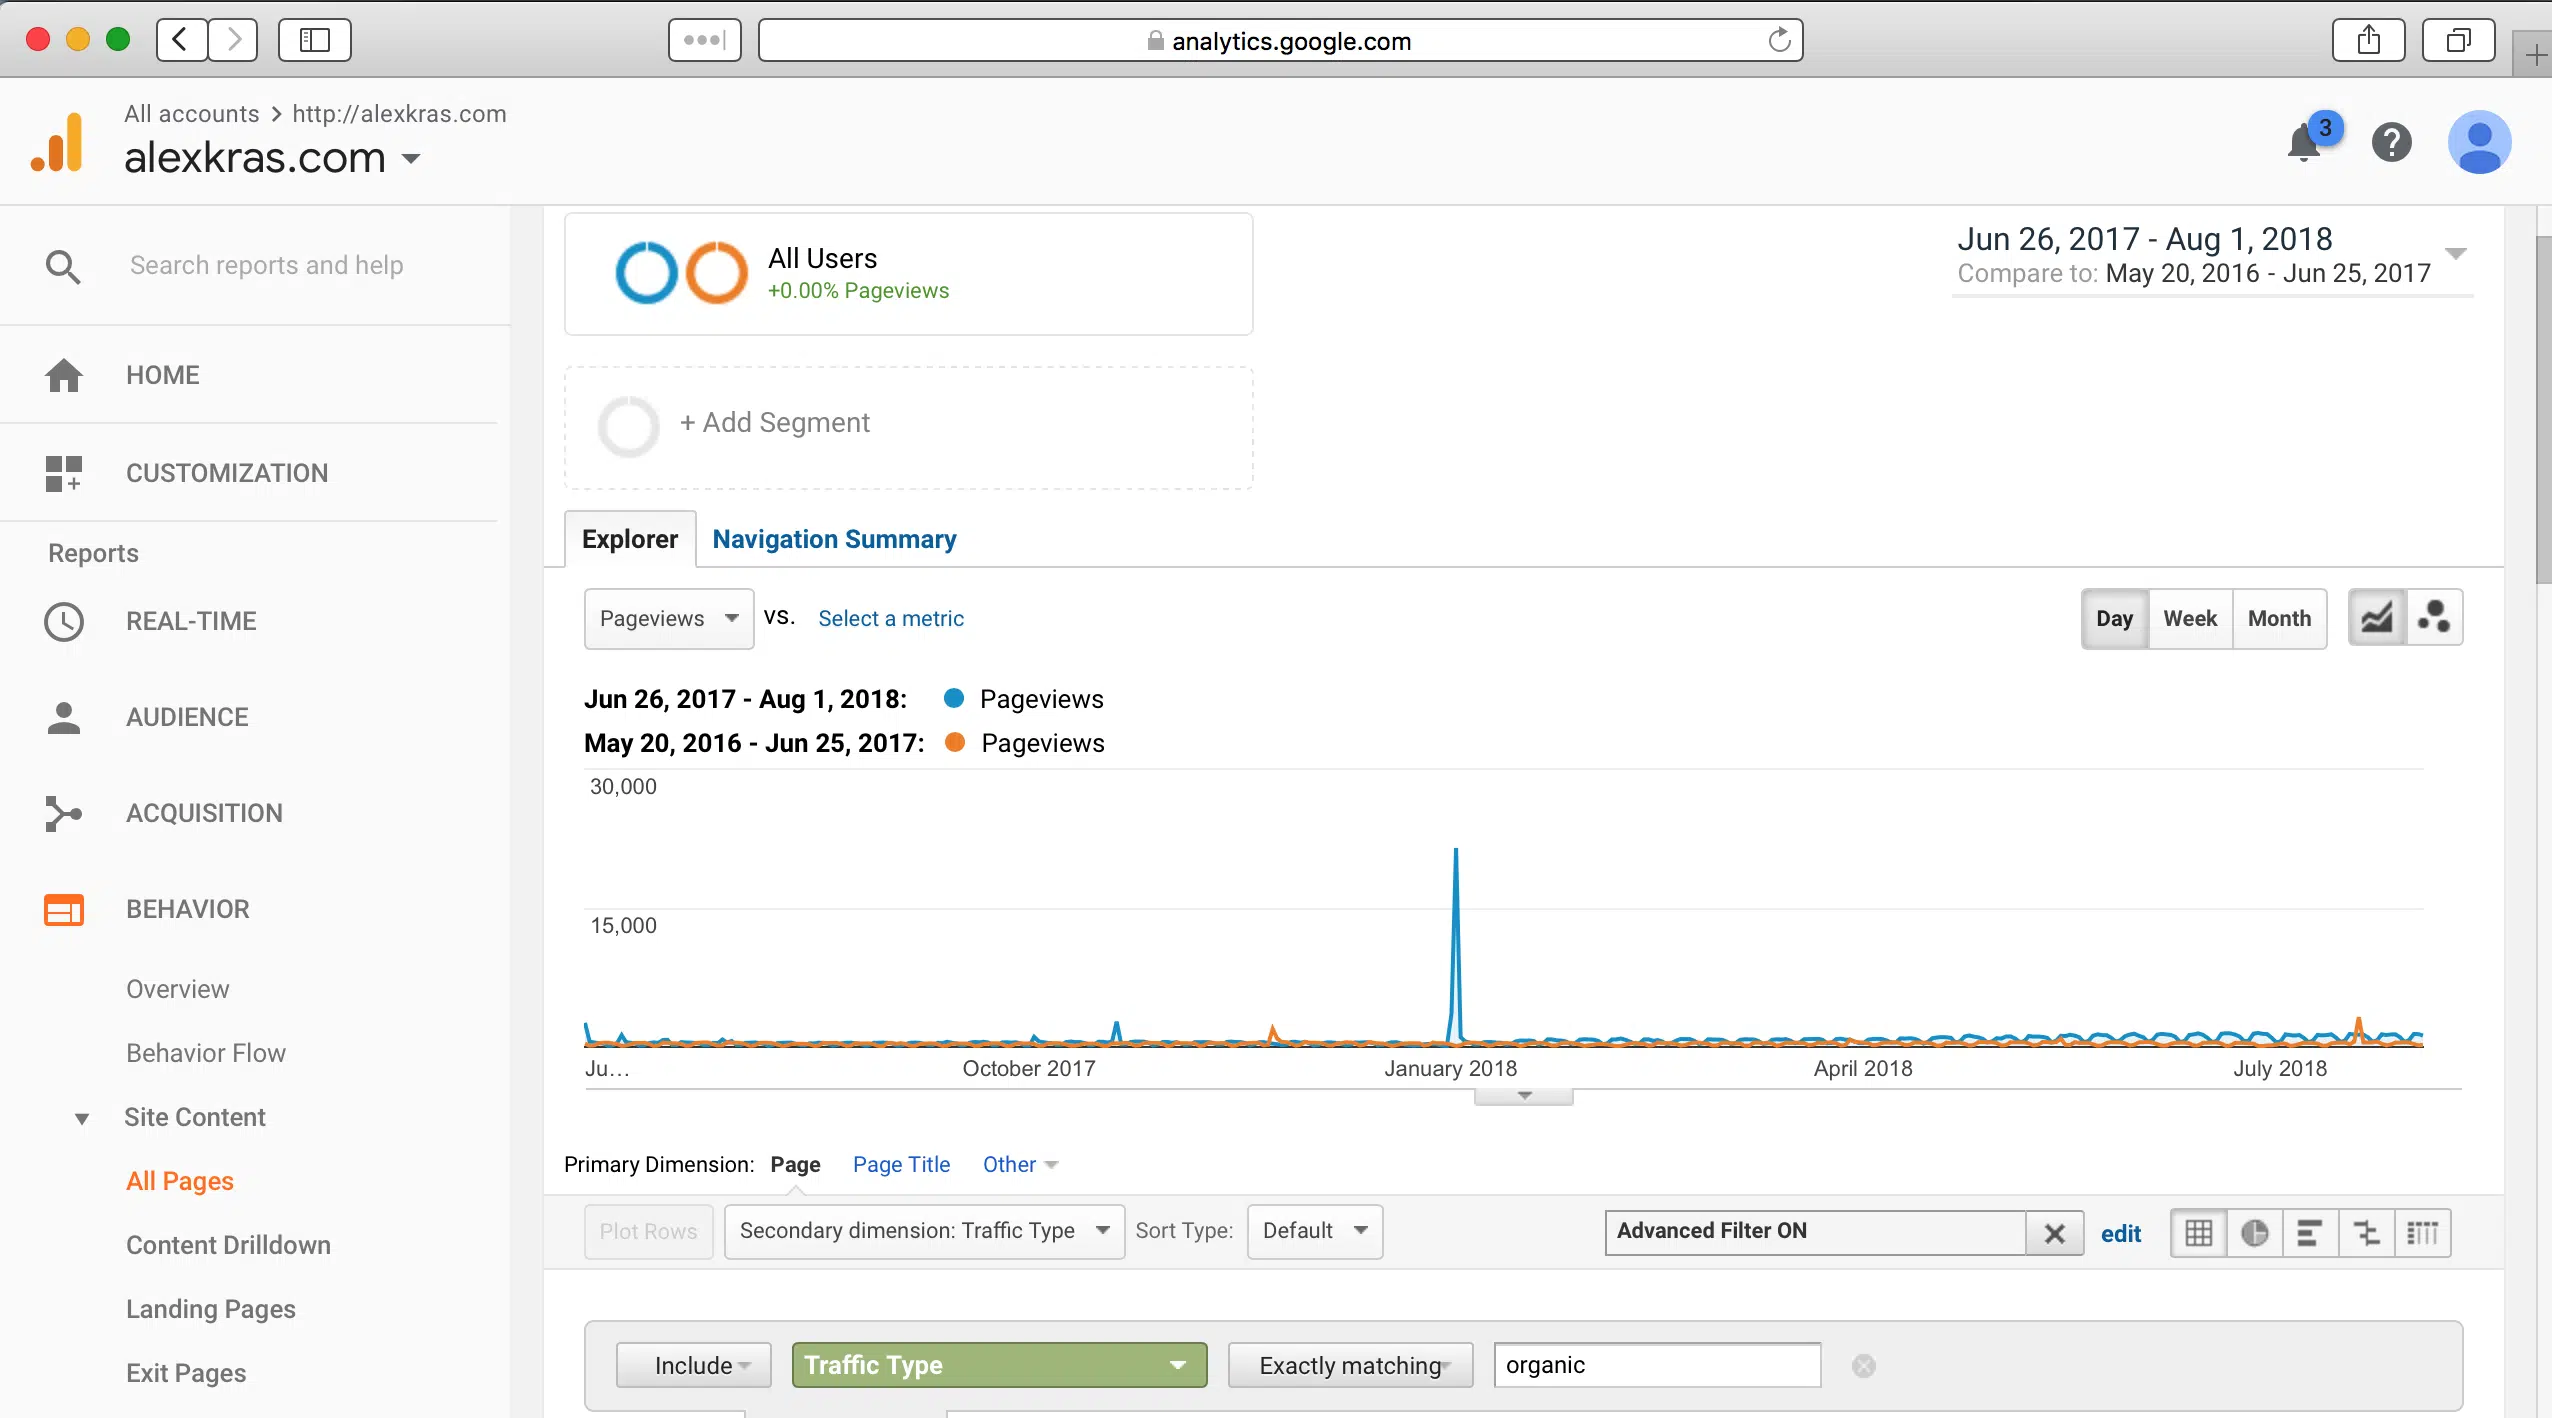 analytics.google.com
All accounts > http://alexkras.com
alexkras.com
3
?
Search reports and help
HOME
CUSTOMIZATION
Reports
REAL-TIME
AUDIENCE
ACQUISITION
BEHAVIOR
Overview
Behavior Flow
Site Content
All Pages
Content Drilldown
Landing Pages
Exit Pages
All Users
+0.00% Pageviews
Jun 26, 2017 - Aug 1, 2018
Compare to: May 20, 2016 - Jun 25, 2017
+ Add Segment
Explorer Navigation Summary
Pageviews VS. Select a metric
Day Week Month
Jun 26, 2017 - Aug 1, 2018: Pageviews
May 20, 2016 - Jun 25, 2017: Pageviews
30,000
15,000
Ju… October 2017 January 2018 April 2018 July 2018
Primary Dimension: Page Page Title Other
Plot Rows Secondary dimension: Traffic Type Sort Type: Default Advanced Filter ON edit
Include Traffic Type Exactly matching organic